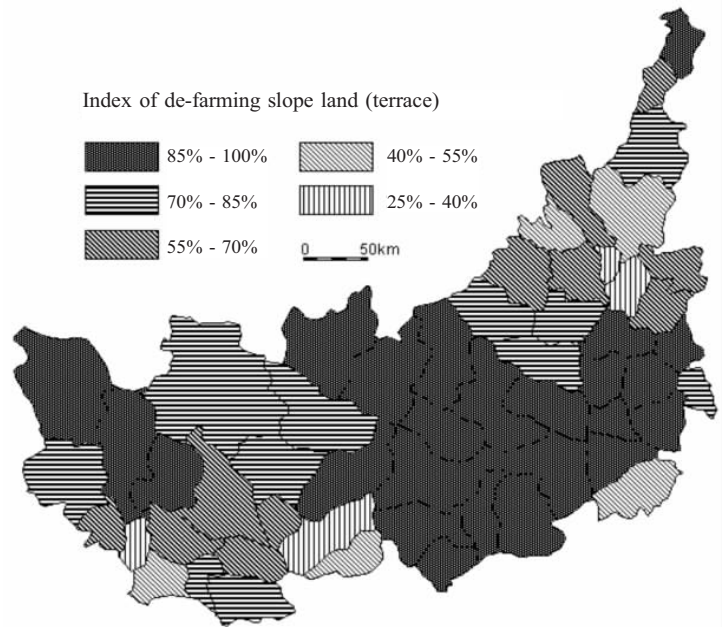 Index of de-farming slope land (terrace)
85% - 100%
40% - 55%
70% - 85%
25% - 40%
55% - 70%
0 50km